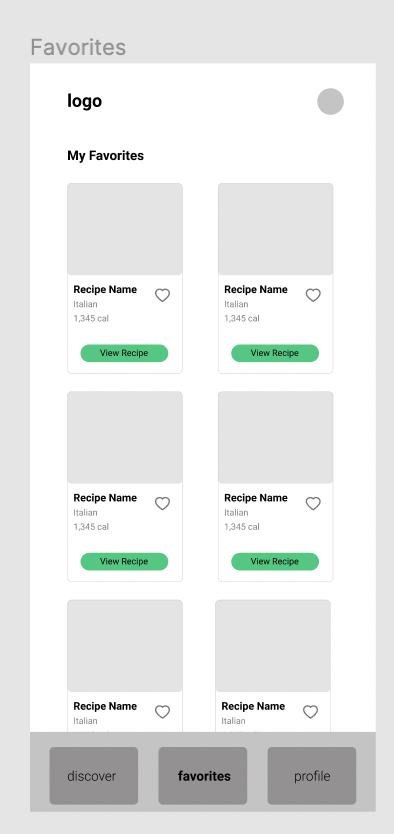 Favorites
logo
My Favorites
Recipe Name
Italian
1,345 cal
View Recipe
Recipe Name
Italian
1,345 cal
View Recipe
Recipe Name
Italian
1,345 cal
View Recipe
Recipe Name
Italian
1,345 cal
View Recipe
Recipe Name
Italian
Recipe Name
Italian
discover
favorites
profile